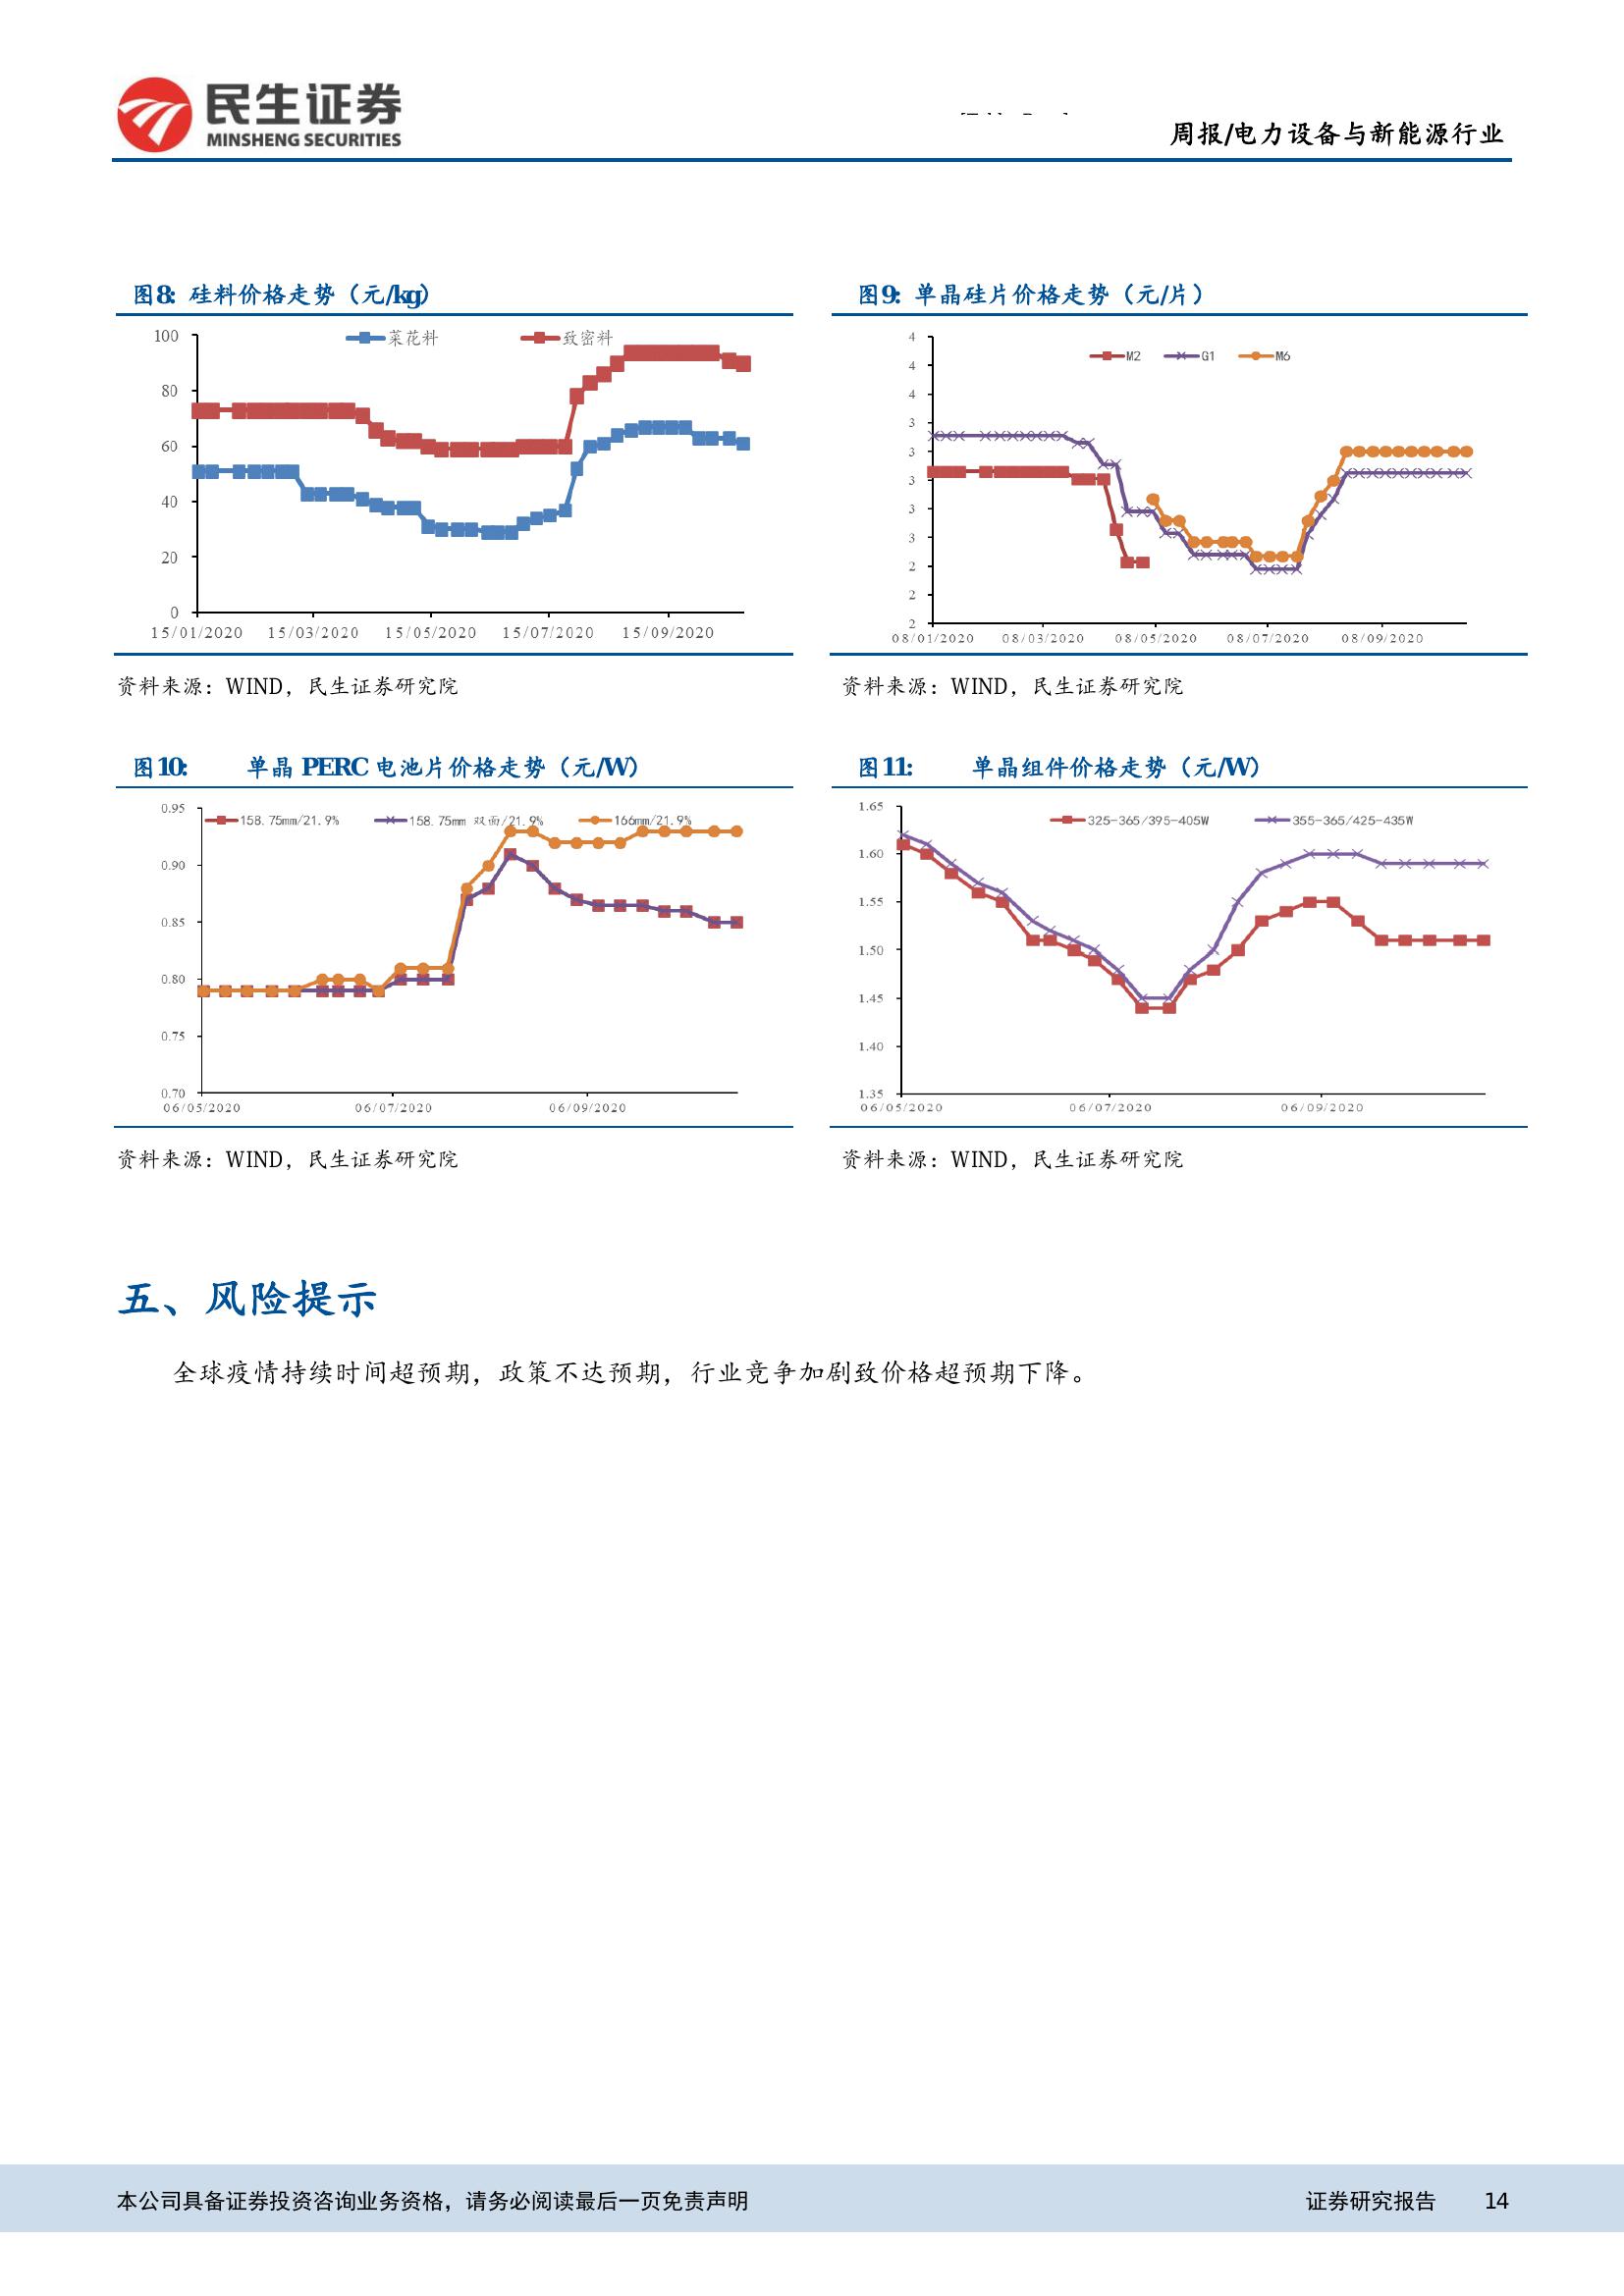 民生证券
MINSHENG SECURITIES
周报/电力设备与新能源行业
图8: 硅料价格走势（元/kg）
菜花料 致密料
100
80
60
40
20
0
15/01/2020 15/03/2020 15/05/2020 15/07/2020 15/09/2020
资料来源：WIND，民生证券研究院
图9: 单晶硅片价格走势（元/片）
M2 G1 M6
4
4
4
3
3
3
3
3
2
2
2
08/01/2020 08/03/2020 08/05/2020 08/07/2020 08/09/2020
资料来源：WIND，民生证券研究院
图10: 单晶 PERC 电池片价格走势（元/W）
158.75mm/21.9% 158.75mm 双面/21.9% 166mm/21.9%
0.95
0.90
0.85
0.80
0.75
0.70
06/05/2020 06/07/2020 06/09/2020
资料来源：WIND，民生证券研究院
图11: 单晶组件价格走势（元/W）
325-365/395-405W 355-365/425-435W
1.65
1.60
1.55
1.50
1.45
1.40
1.35
06/05/2020 06/07/2020 06/09/2020
资料来源：WIND，民生证券研究院
五、风险提示
全球疫情持续时间超预期，政策不达预期，行业竞争加剧致价格超预期下降。
本公司具备证券投资咨询业务资格，请务必阅读最后一页免责声明 证券研究报告 14